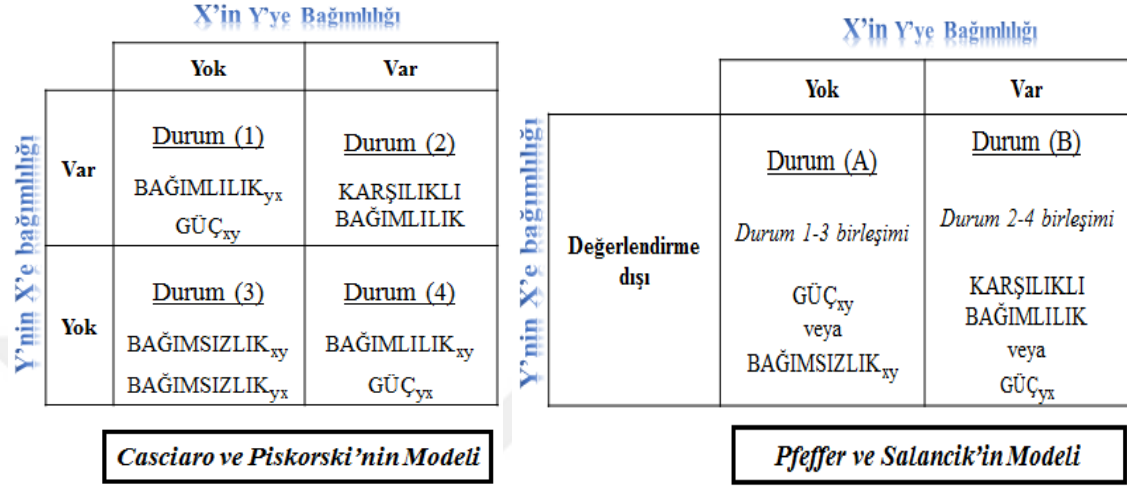 X'in Y'ye Bağımlılığı
Yok
Var
Y'nin X'e bağımlılığı
Var
Durum (1)
BAĞIMLILIKyx
GÜÇxy
Durum (2)
KARŞILIKLI
BAĞIMLILIK
Yok
Durum (3)
BAĞIMSIZLIKxy
BAĞIMSIZLIKyx
Durum (4)
BAĞIMLILIKxy
GÜÇyx
Casciaro ve Piskorski'nin Modeli
X'in Y'ye Bağımlılığı
Yok
Var
Y'nin X'e bağımlılığı
Değerlendirme
dışı
Durum (A)
Durum 1-3 birleşimi
GÜÇxy
veya
BAĞIMSIZLIKxy
Durum (B)
Durum 2-4 birleşimi
KARŞILIKLI
BAĞIMLILIK
veya
GÜÇyx
Pfeffer ve Salancik'in Modeli